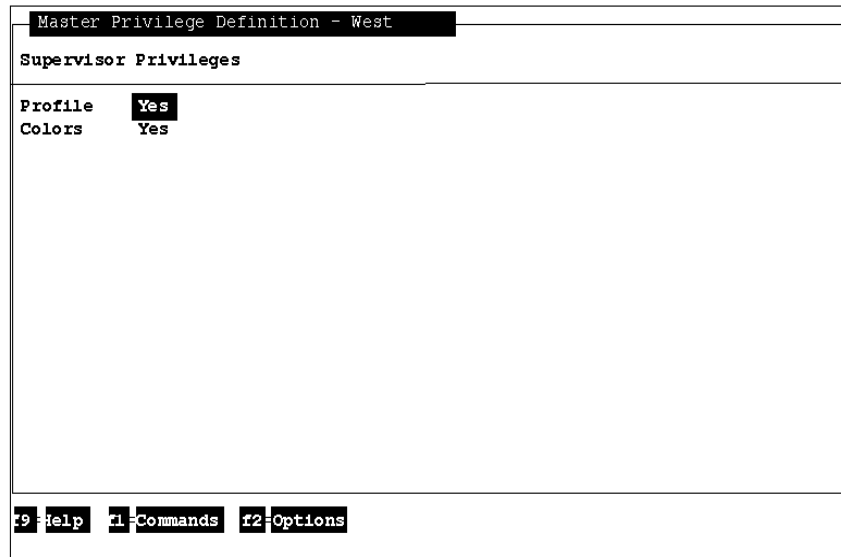 Master Privilege Definition - West
Supervisor Privileges
Profile Yes
Colors Yes
f9=Help f1=Commands f2=Options